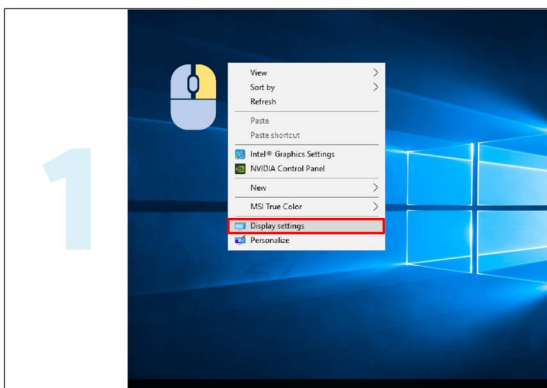 1
View
Sort by
Refresh
Paste
Paste shortcut
Intel® Graphics Settings
NVIDIA Control Panel
New
MSI True Color
Display settings
Personalize